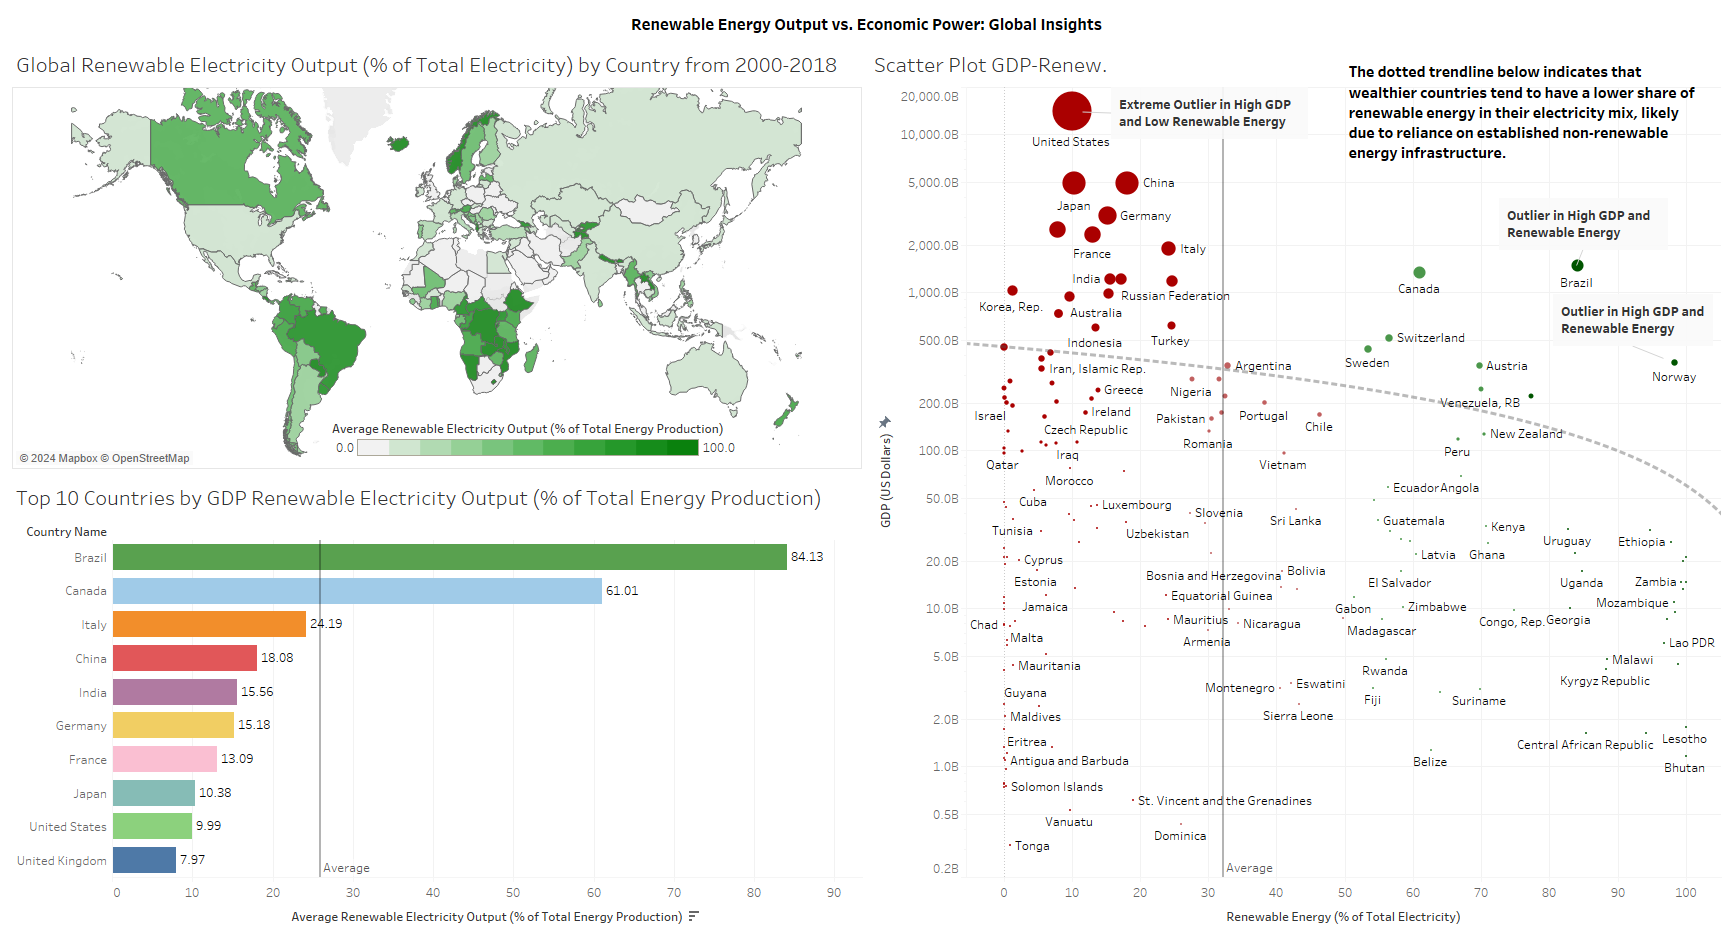 Renewable Energy Output vs. Economic Power: Global Insights
Global Renewable Electricity Output (% of Total Electricity) by Country from 2000-2018
Average Renewable Electricity Output (% of Total Energy Production)
0.0
100.0
© 2024 Mapbox © OpenStreetMap
Top 10 Countries by GDP Renewable Electricity Output (% of Total Energy Production)
Country Name
Brazil
84.13
Canada
61.01
Italy
24.19
China
18.08
India
15.56
Germany
15.18
France
13.09
Japan
10.38
United States
9.99
United Kingdom
7.97
Average
0 10 20 30 40 50 60 70 80 90
Average Renewable Electricity Output (% of Total Energy Production)
Scatter Plot GDP-Renew.
The dotted trendline below indicates that
wealthier countries tend to have a lower share of
renewable energy in their electricity mix, likely
due to reliance on established non-renewable
energy infrastructure.
GDP (US Dollars)
20,000.0B
10,000.0B
5,000.0B
2,000.0B
1,000.0B
500.0B
200.0B
100.0B
50.0B
20.0B
10.0B
5.0B
2.0B
1.0B
0.5B
0.2B
Extreme Outlier in High GDP
and Low Renewable Energy
United States
China
Japan
Germany
Outlier in High GDP and
Renewable Energy
France
Italy
India
Russian Federation
Canada
Brazil
Korea, Rep.
Australia
Outlier in High GDP and
Renewable Energy
Indonesia
Turkey
Switzerland
Sweden
Iran, Islamic Rep.
Argentina
Austria
Norway
Greece
Nigeria
Venezuela, RB
Israel
Ireland
Pakistan
Portugal
Chile
Czech Republic
Romania
New Zealand
Qatar
Iraq
Vietnam
Peru
Morocco
Ecuador
Angola
Cuba
Luxembourg
Slovenia
Sri Lanka
Guatemala
Kenya
Tunisia
Uzbekistan
Uruguay
Ethiopia
Cyprus
Latvia
Ghana
Estonia
Bosnia and Herzegovina
Bolivia
El Salvador
Uganda
Zambia
Equatorial Guinea
Jamaica
Gabon
Zimbabwe
Mozambique
Chad
Mauritius
Nicaragua
Congo, Rep.
Georgia
Malta
Armenia
Madagascar
Lao PDR
Mauritania
Rwanda
Malawi
Kyrgyz Republic
Guyana
Montenegro
Eswatini
Fiji
Suriname
Maldives
Sierra Leone
Eritrea
Central African Republic
Lesotho
Antigua and Barbuda
Belize
Bhutan
Solomon Islands
St. Vincent and the Grenadines
Vanuatu
Dominica
Tonga
Average
0 10 20 30 40 50 60 70 80 90 100
Renewable Energy (% of Total Electricity)